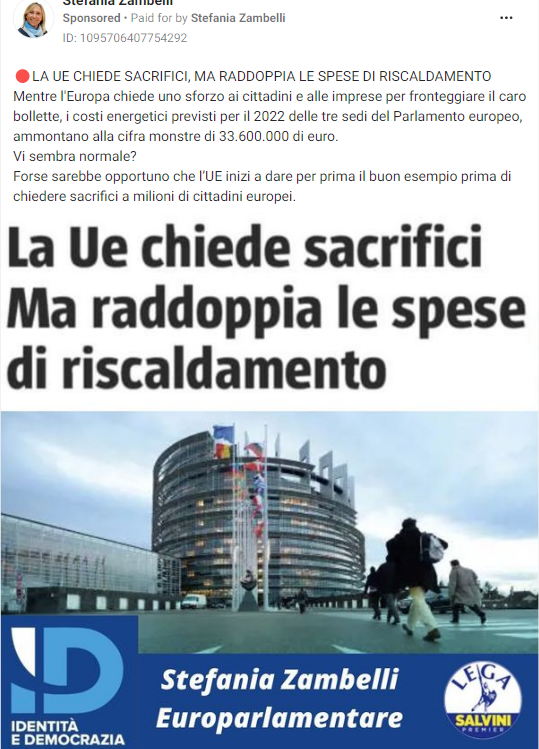 Stefania Zambelli
Sponsored • Paid for by Stefania Zambelli
ID: 1095706407754292
🔴LA UE CHIEDE SACRIFICI, MA RADDOPPIA LE SPESE DI RISCALDAMENTO
Mentre l'Europa chiede uno sforzo ai cittadini e alle imprese per fronteggiare il caro
bollette, i costi energetici previsti per il 2022 delle tre sedi del Parlamento europeo,
ammontano alla cifra monstre di 33.600.000 di euro.
Vi sembra normale?
Forse sarebbe opportuno che l’UE inizi a dare per prima il buon esempio prima di
chiedere sacrifici a milioni di cittadini europei.
La Ue chiede sacrifici
Ma raddoppia le spese
di riscaldamento
ID
IDENTITÀ
E DEMOCRAZIA
Stefania Zambelli
Europarlamentare
LEGA
SALVINI
PREMIER